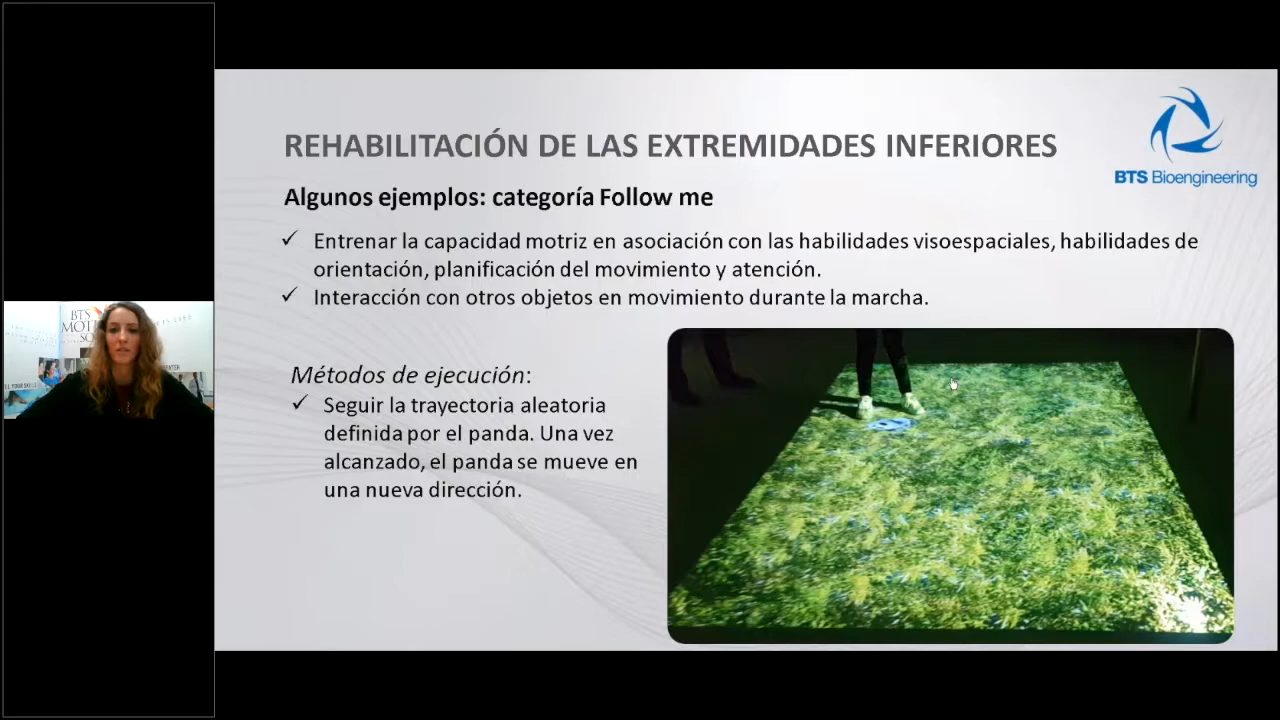 REHABILITACIÓN DE LAS EXTREMIDADES INFERIORES
BTS Bioengineering
Algunos ejemplos: categoría Follow me
✓ Entrenar la capacidad motriz en asociación con las habilidades visoespaciales, habilidades de
orientación, planificación del movimiento y atención.
✓ Interacción con otros objetos en movimiento durante la marcha.
Métodos de ejecución:
✓ Seguir la trayectoria aleatoria
definida por el panda. Una vez
alcanzado, el panda se mueve en
una nueva dirección.
BTS